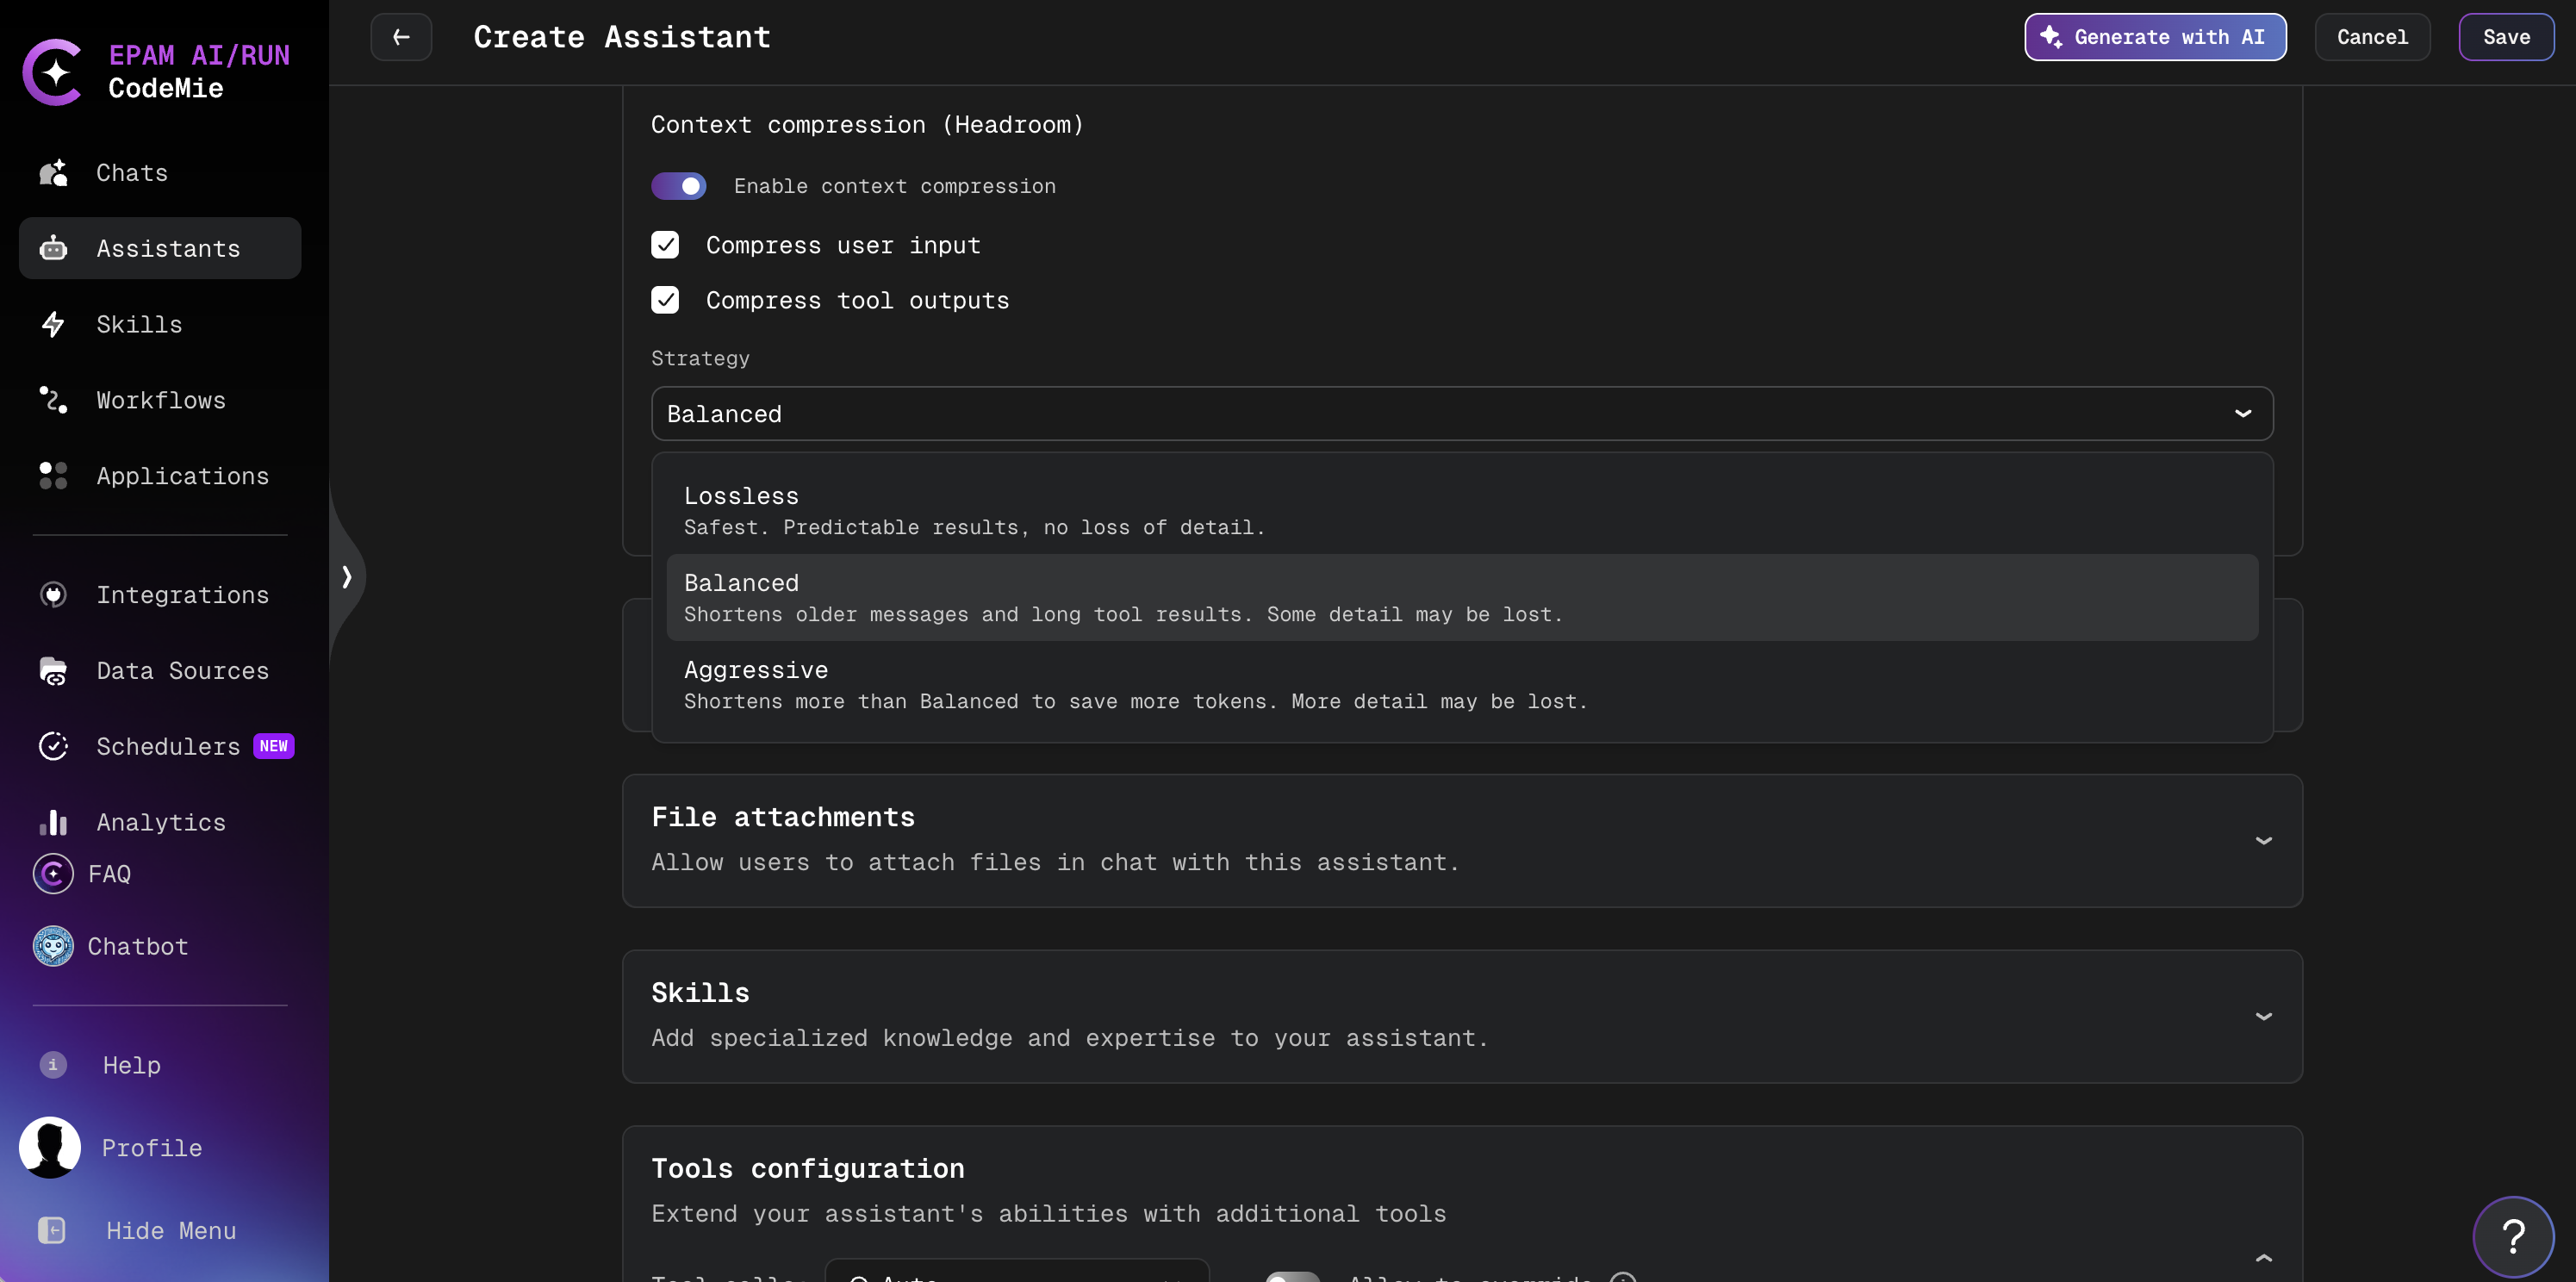 EPAM AI/RUN
CodeMie
Chats
Assistants
Skills
Workflows
Applications
Integrations
Data Sources
Schedulers NEW
Analytics
FAQ
Chatbot
Help
Profile
Hide Menu
Create Assistant
Generate with AI
Cancel
Save
Context compression (Headroom)
Enable context compression
Compress user input
Compress tool outputs
Strategy
Balanced
Lossless
Safest. Predictable results, no loss of detail.
Balanced
Shortens older messages and long tool results. Some detail may be lost.
Aggressive
Shortens more than Balanced to save more tokens. More detail may be lost.
File attachments
Allow users to attach files in chat with this assistant.
Skills
Add specialized knowledge and expertise to your assistant.
Tools configuration
Extend your assistant's abilities with additional tools
Auto
Allow to override
?